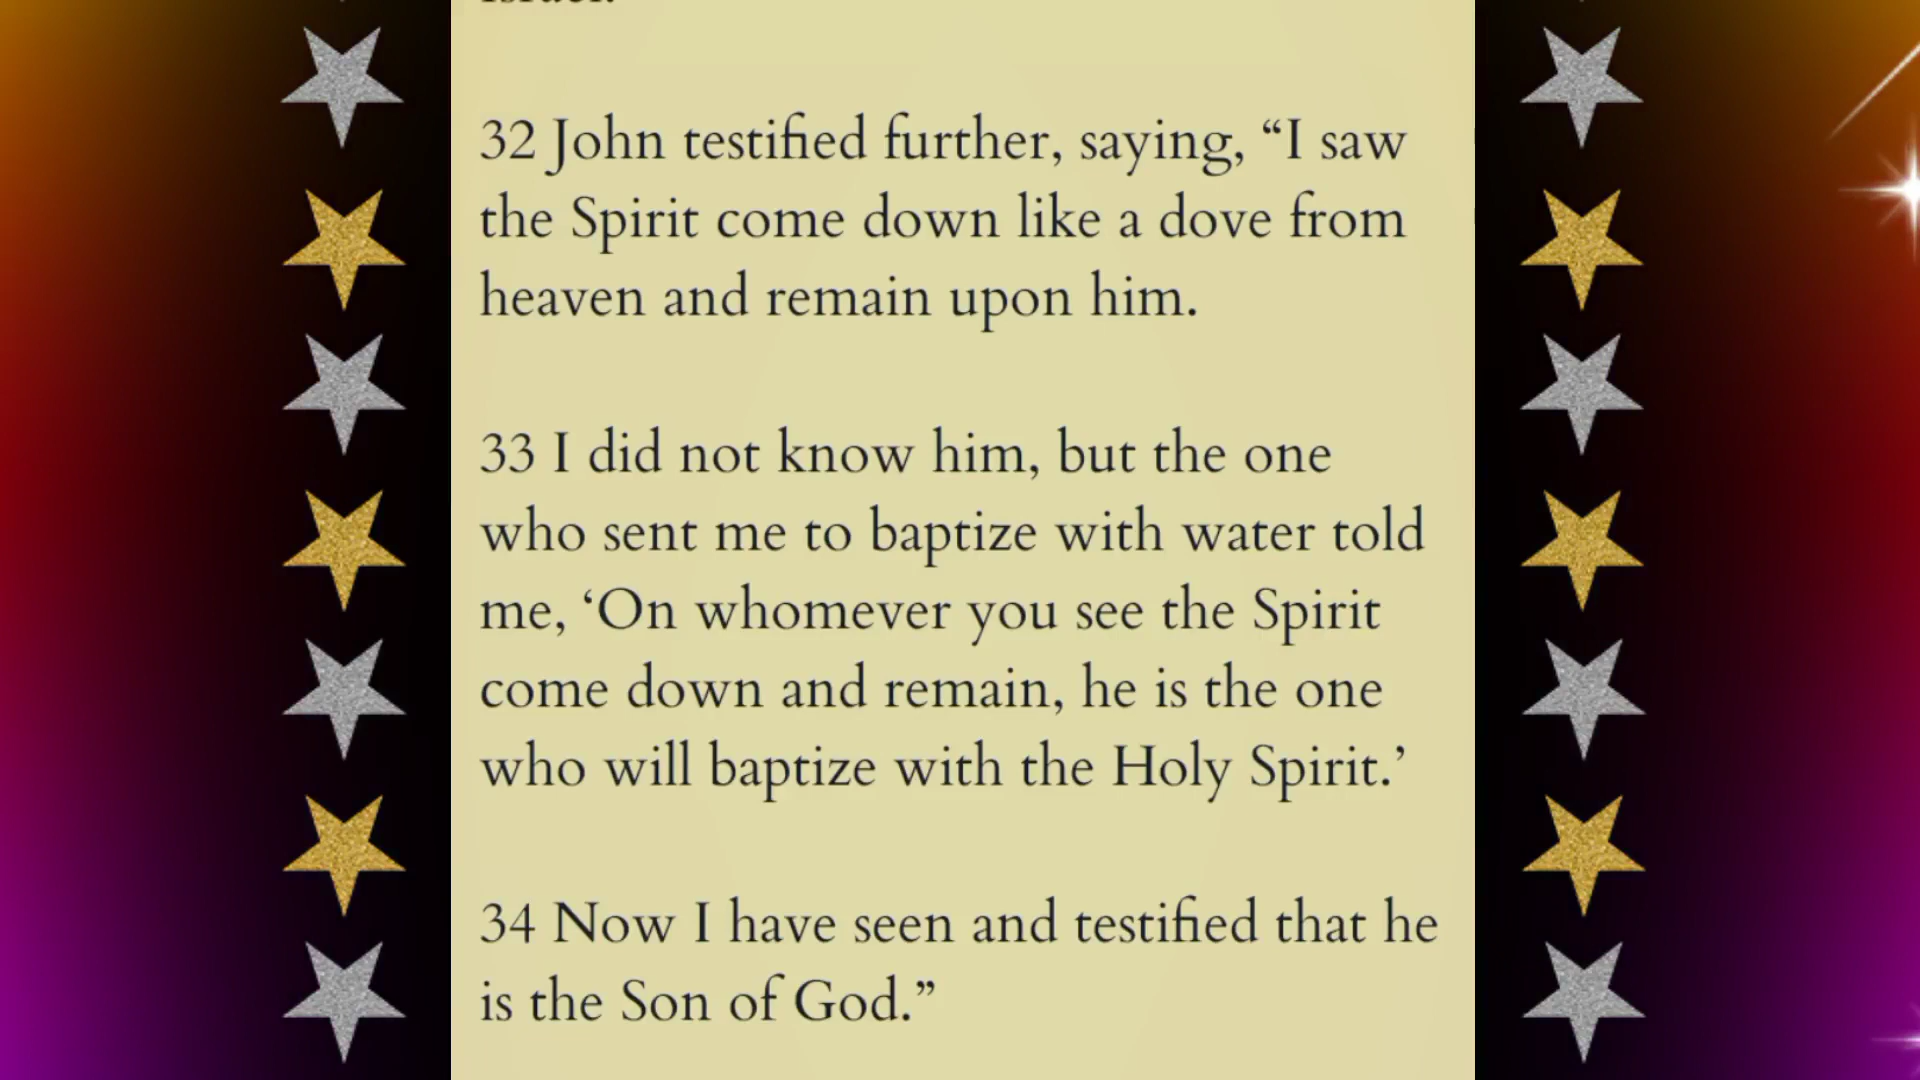 Israel.
32 John testified further, saying, “I saw
the Spirit come down like a dove from
heaven and remain upon him.
33 I did not know him, but the one
who sent me to baptize with water told
me, ‘On whomever you see the Spirit
come down and remain, he is the one
who will baptize with the Holy Spirit.’
34 Now I have seen and testified that he
is the Son of God.”